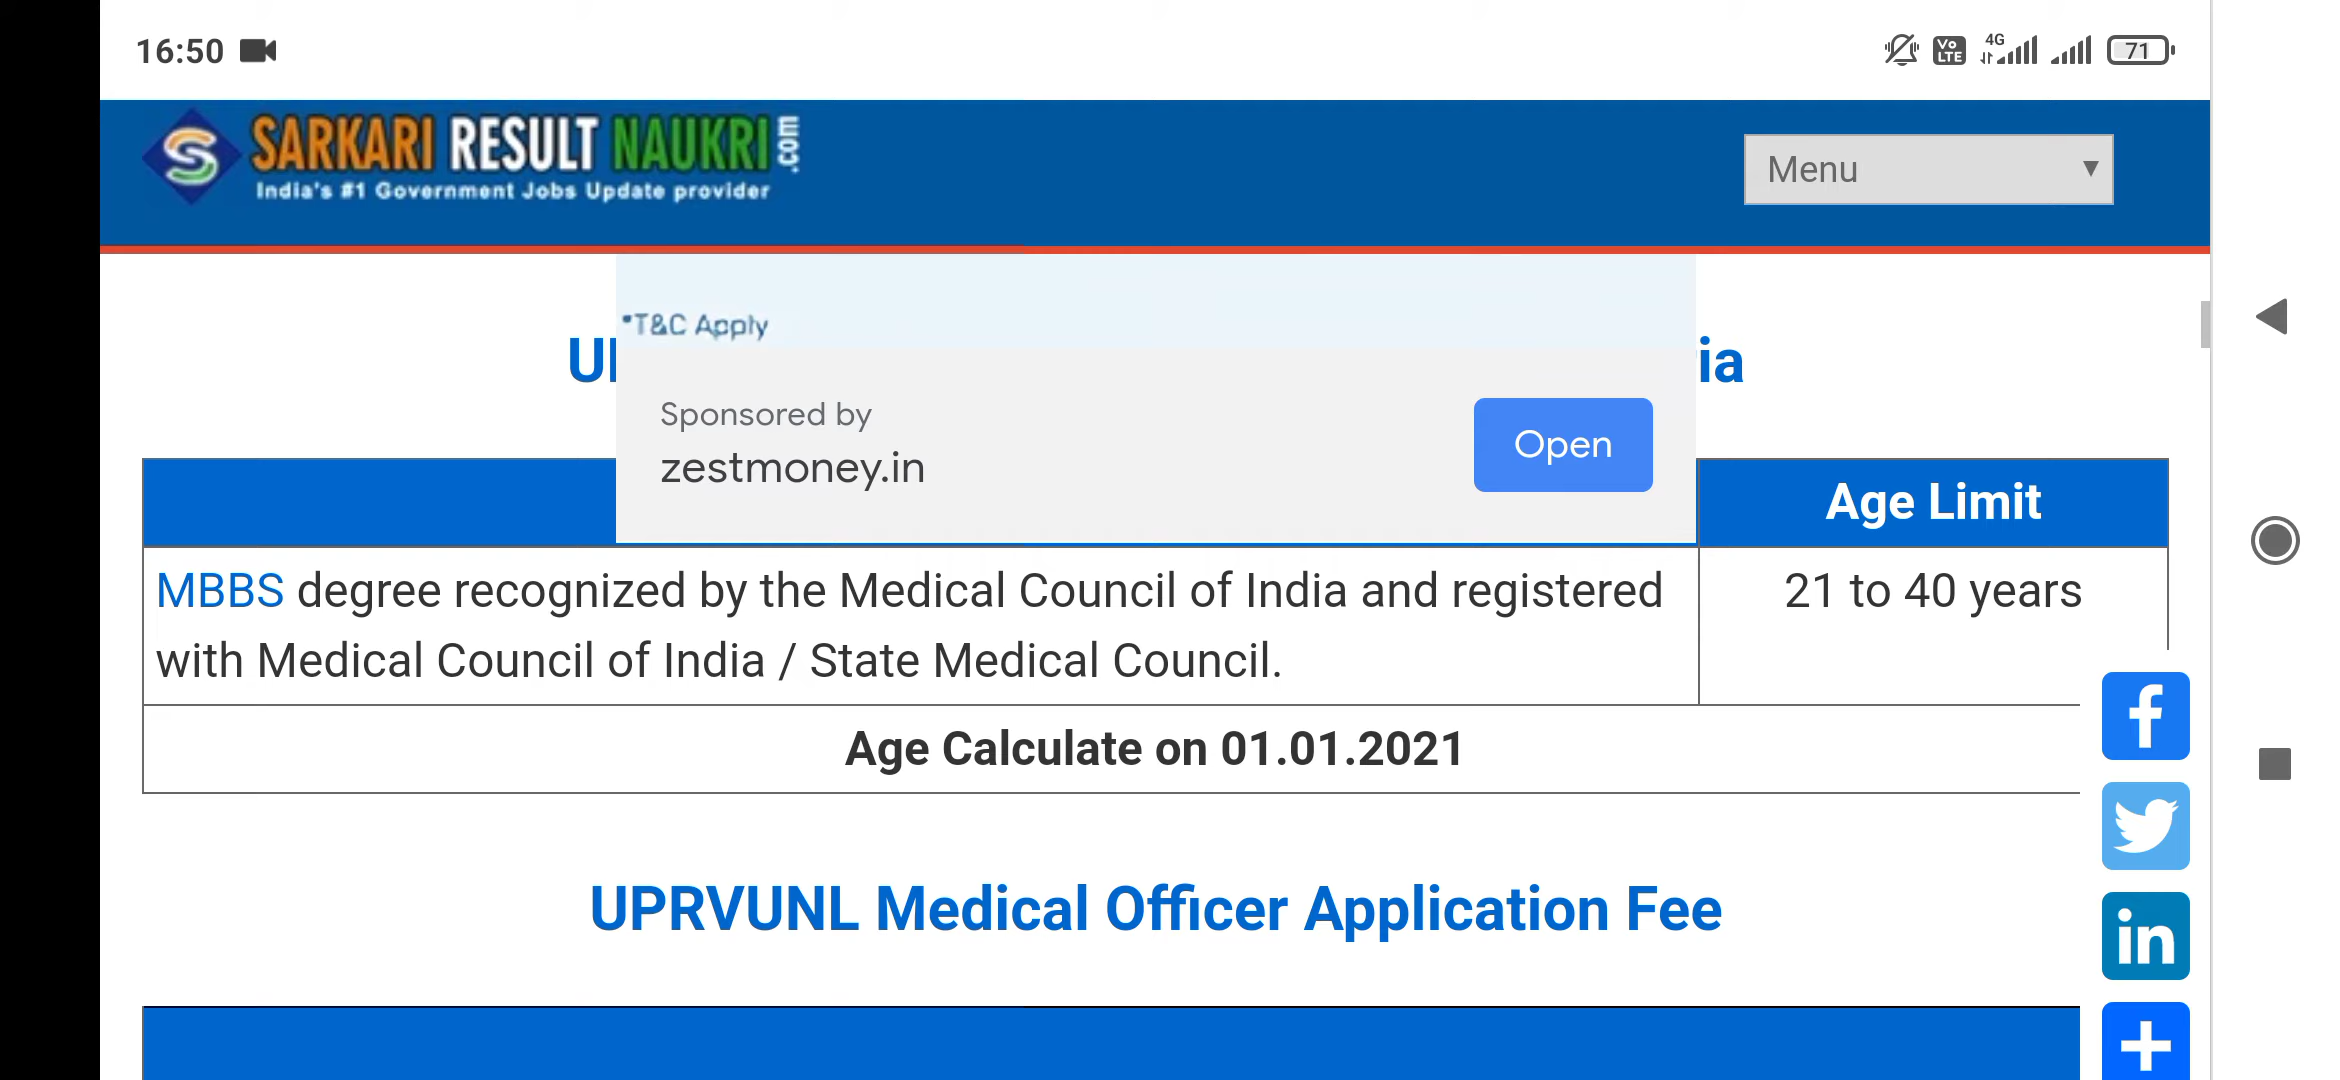 16:50
Vo LTE
4G
71
SARKARI RESULT NAUKRI .com
India's #1 Government Jobs Update provider
Menu
*T&C Apply
ia
Sponsored by
zestmoney.in
Open
Age Limit
MBBS degree recognized by the Medical Council of India and registered
with Medical Council of India / State Medical Council.
21 to 40 years
Age Calculate on 01.01.2021
UPRVUNL Medical Officer Application Fee